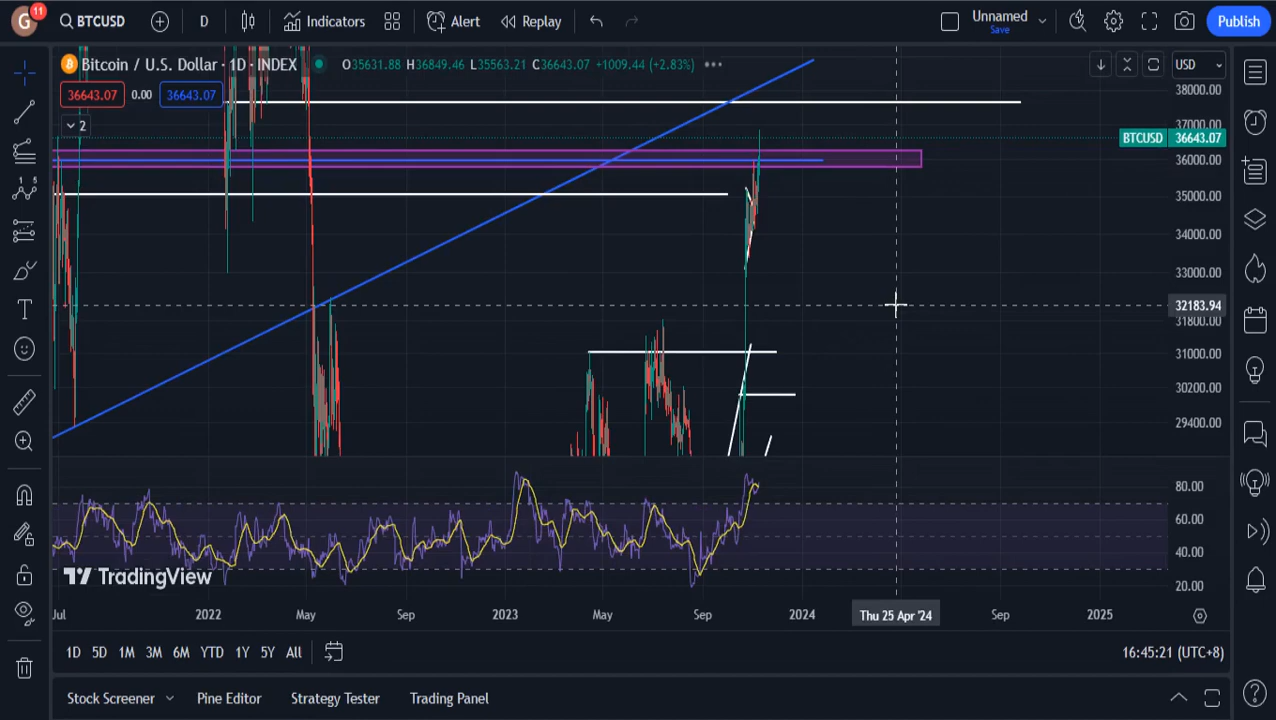 G 11 BTCUSD D Indicators Alert Replay Unnamed Save Publish
Bitcoin / U.S. Dollar · 1D · INDEX O35631.88 H36849.46 L35563.21 C36643.07 +1009.44 (+2.83%) USD
36643.07 0.00 36643.07
2
38000.00
37000.00
BTCUSD 36643.07
36000.00
35000.00
34000.00
33000.00
32183.94
31800.00
31000.00
30200.00
29400.00
80.00
60.00
40.00
20.00
TradingView
Jul 2022 May Sep 2023 May Sep 2024 Thu 25 Apr '24 Sep 2025
1D 5D 1M 3M 6M YTD 1Y 5Y All 16:45:21 (UTC+8)
Stock Screener Pine Editor Strategy Tester Trading Panel